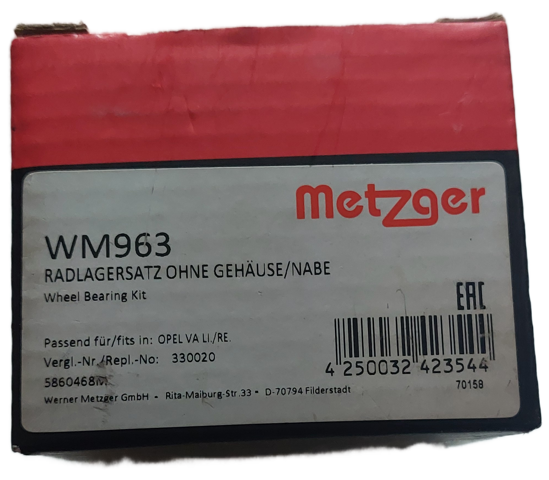 metzger
WM963
RADLAGERSATZ OHNE GEHÄUSE/NABE
Wheel Bearing Kit
EAC
Passend für/fits in: OPEL VA LI./RE.
Vergl.-Nr./Repl.-No: 330020
5860468M
4 250032 423544
70158
Werner Metzger GmbH • Rita-Maiburg-Str.33 • D-70794 Filderstadt